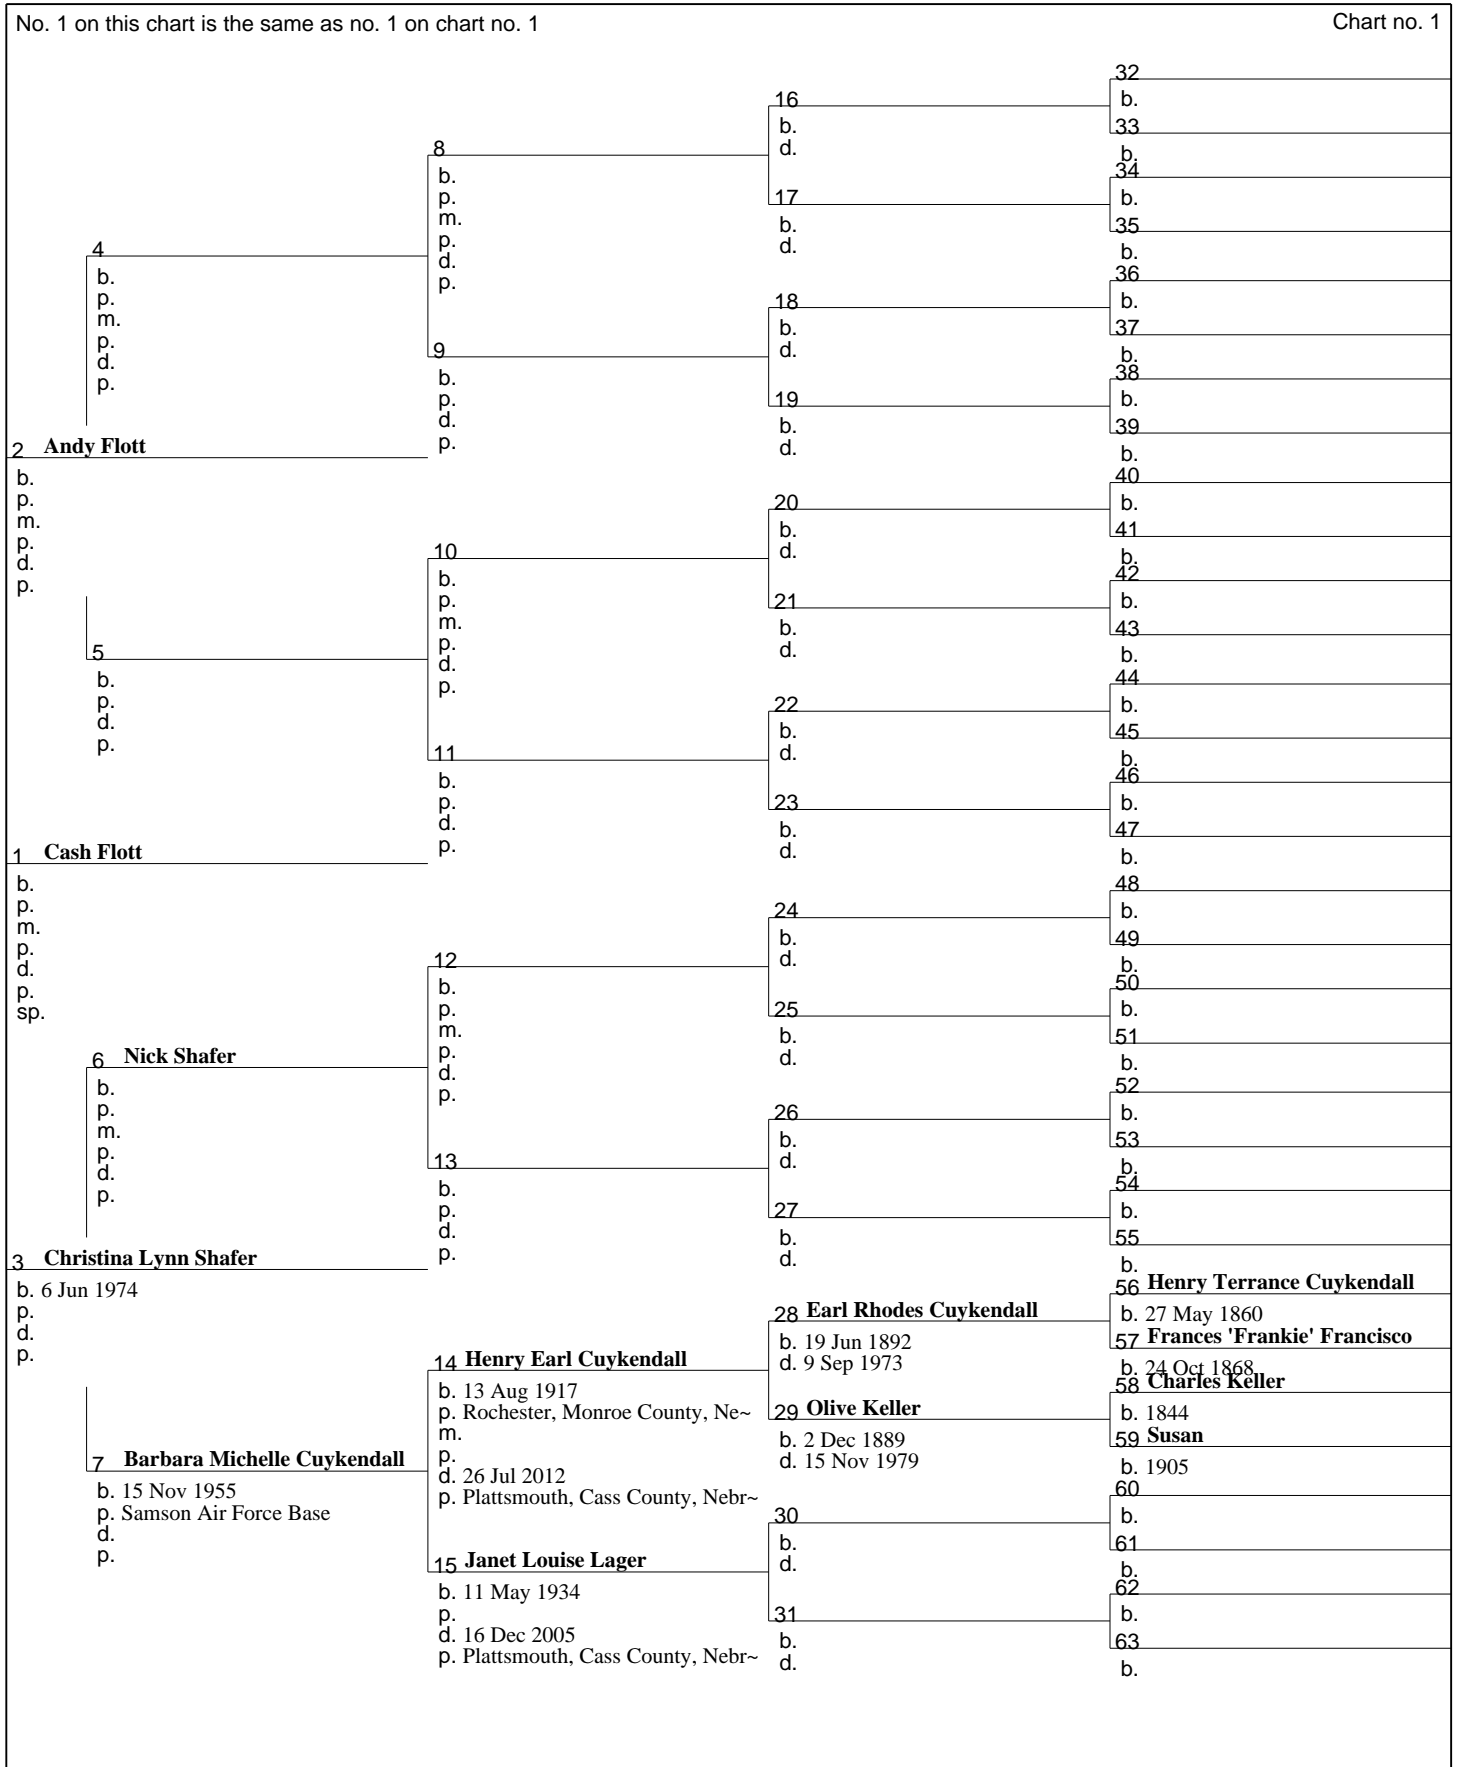 No. 1 on this chart is the same as no. 1 on chart no. 1
Chart no. 1
32
b.
16
b.
d.
33
b.
8
b.
p.
m.
p.
d.
p.
34
b.
17
b.
d.
35
b.
4
b.
p.
m.
p.
d.
p.
36
b.
18
b.
d.
37
b.
9
b.
p.
d.
p.
38
b.
19
b.
d.
39
b.
2 Andy Flott
b.
p.
m.
p.
d.
p.
40
b.
20
b.
d.
41
b.
10
b.
p.
m.
p.
d.
p.
42
b.
21
b.
d.
43
b.
5
b.
p.
d.
p.
44
b.
22
b.
d.
45
b.
11
b.
p.
d.
p.
46
b.
23
b.
d.
47
b.
1 Cash Flott
b.
p.
m.
p.
d.
p.
sp.
48
b.
24
b.
d.
49
b.
12
b.
p.
m.
p.
d.
p.
50
b.
25
b.
d.
51
b.
6 Nick Shafer
b.
p.
m.
p.
d.
p.
52
b.
26
b.
d.
53
b.
13
b.
p.
d.
p.
54
b.
27
b.
d.
55
b.
3 Christina Lynn Shafer
b. 6 Jun 1974
p.
d.
p.
56 Henry Terrance Cuykendall
b. 27 May 1860
28 Earl Rhodes Cuykendall
b. 19 Jun 1892
d. 9 Sep 1973
57 Frances 'Frankie' Francisco
b. 24 Oct 1868
14 Henry Earl Cuykendall
b. 13 Aug 1917
p. Rochester, Monroe County, Ne~
m.
p.
d. 26 Jul 2012
p. Plattsmouth, Cass County, Nebr~
58 Charles Keller
b. 1844
29 Olive Keller
b. 2 Dec 1889
d. 15 Nov 1979
59 Susan
b. 1905
7 Barbara Michelle Cuykendall
b. 15 Nov 1955
p. Samson Air Force Base
d.
p.
60
b.
30
b.
d.
61
b.
15 Janet Louise Lager
b. 11 May 1934
p.
d. 16 Dec 2005
p. Plattsmouth, Cass County, Nebr~
62
b.
31
b.
d.
63
b.